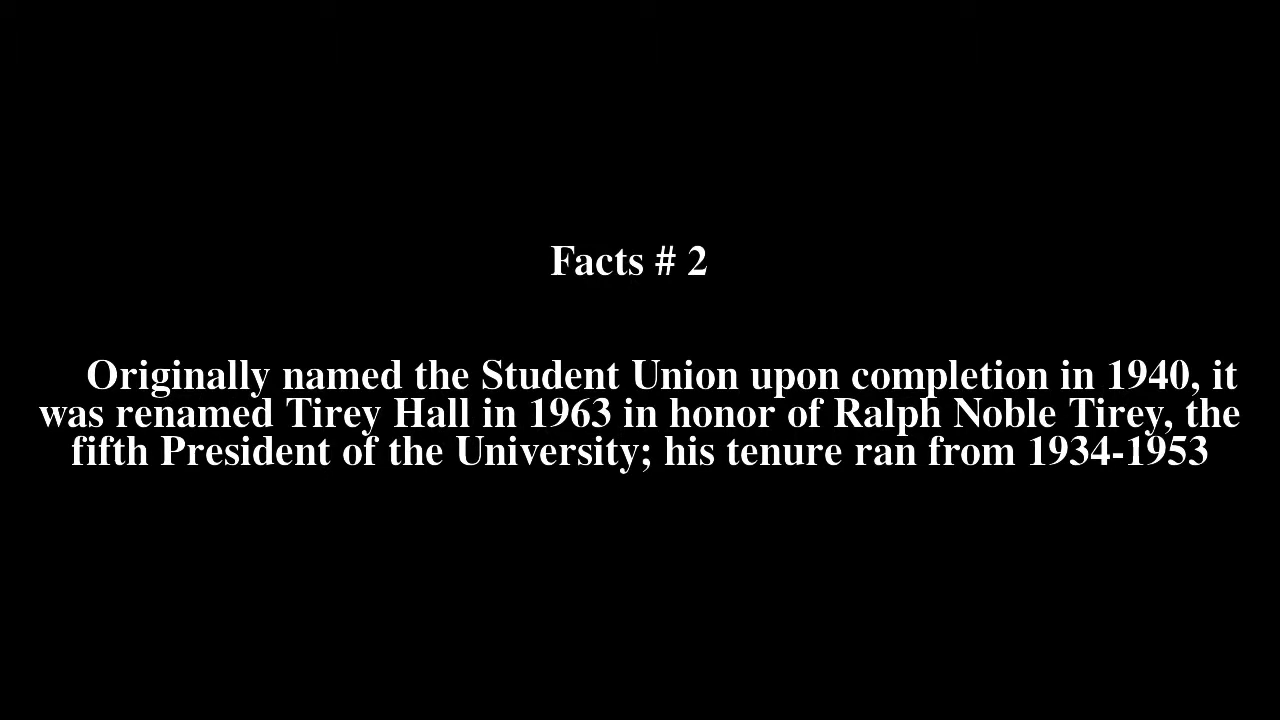 Facts # 2
Originally named the Student Union upon completion in 1940, it
was renamed Tirey Hall in 1963 in honor of Ralph Noble Tirey, the
fifth President of the University; his tenure ran from 1934-1953